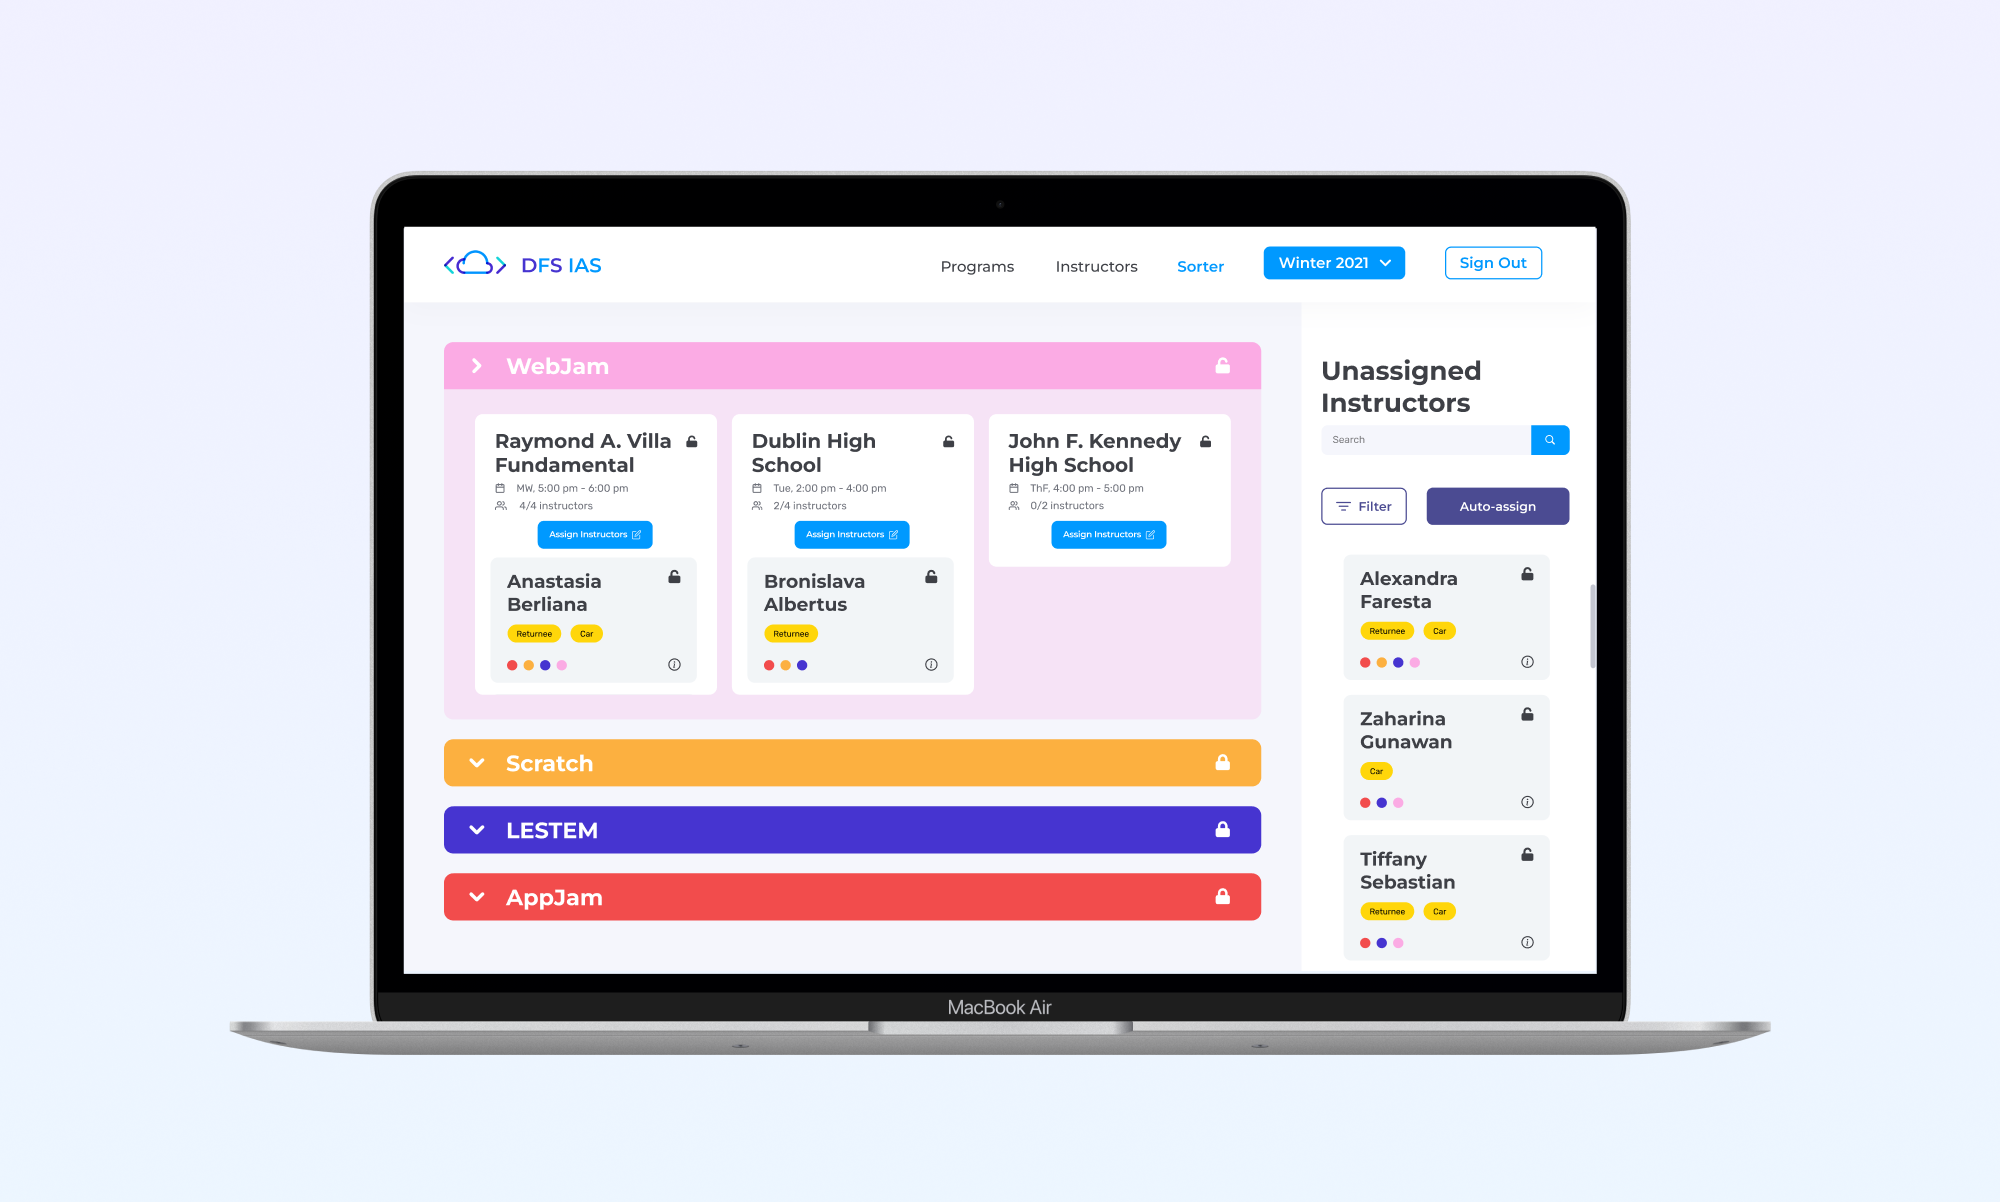 DFS IAS
Programs
Instructors
Sorter
Winter 2021
Sign Out
WebJam
Raymond A. Villa
Fundamental
MW, 5:00 pm - 6:00 pm
4/4 instructors
Assign Instructors
Anastasia
Berliana
Returnee
Car
Dublin High
School
Tue, 2:00 pm - 4:00 pm
2/4 instructors
Assign Instructors
Bronislava
Albertus
Returnee
John F. Kennedy
High School
ThF, 4:00 pm - 5:00 pm
0/2 instructors
Assign Instructors
Scratch
LESTEM
AppJam
Unassigned
Instructors
Search
Filter
Auto-assign
Alexandra
Faresta
Returnee
Car
Zaharina
Gunawan
Car
Tiffany
Sebastian
Returnee
Car
MacBook Air